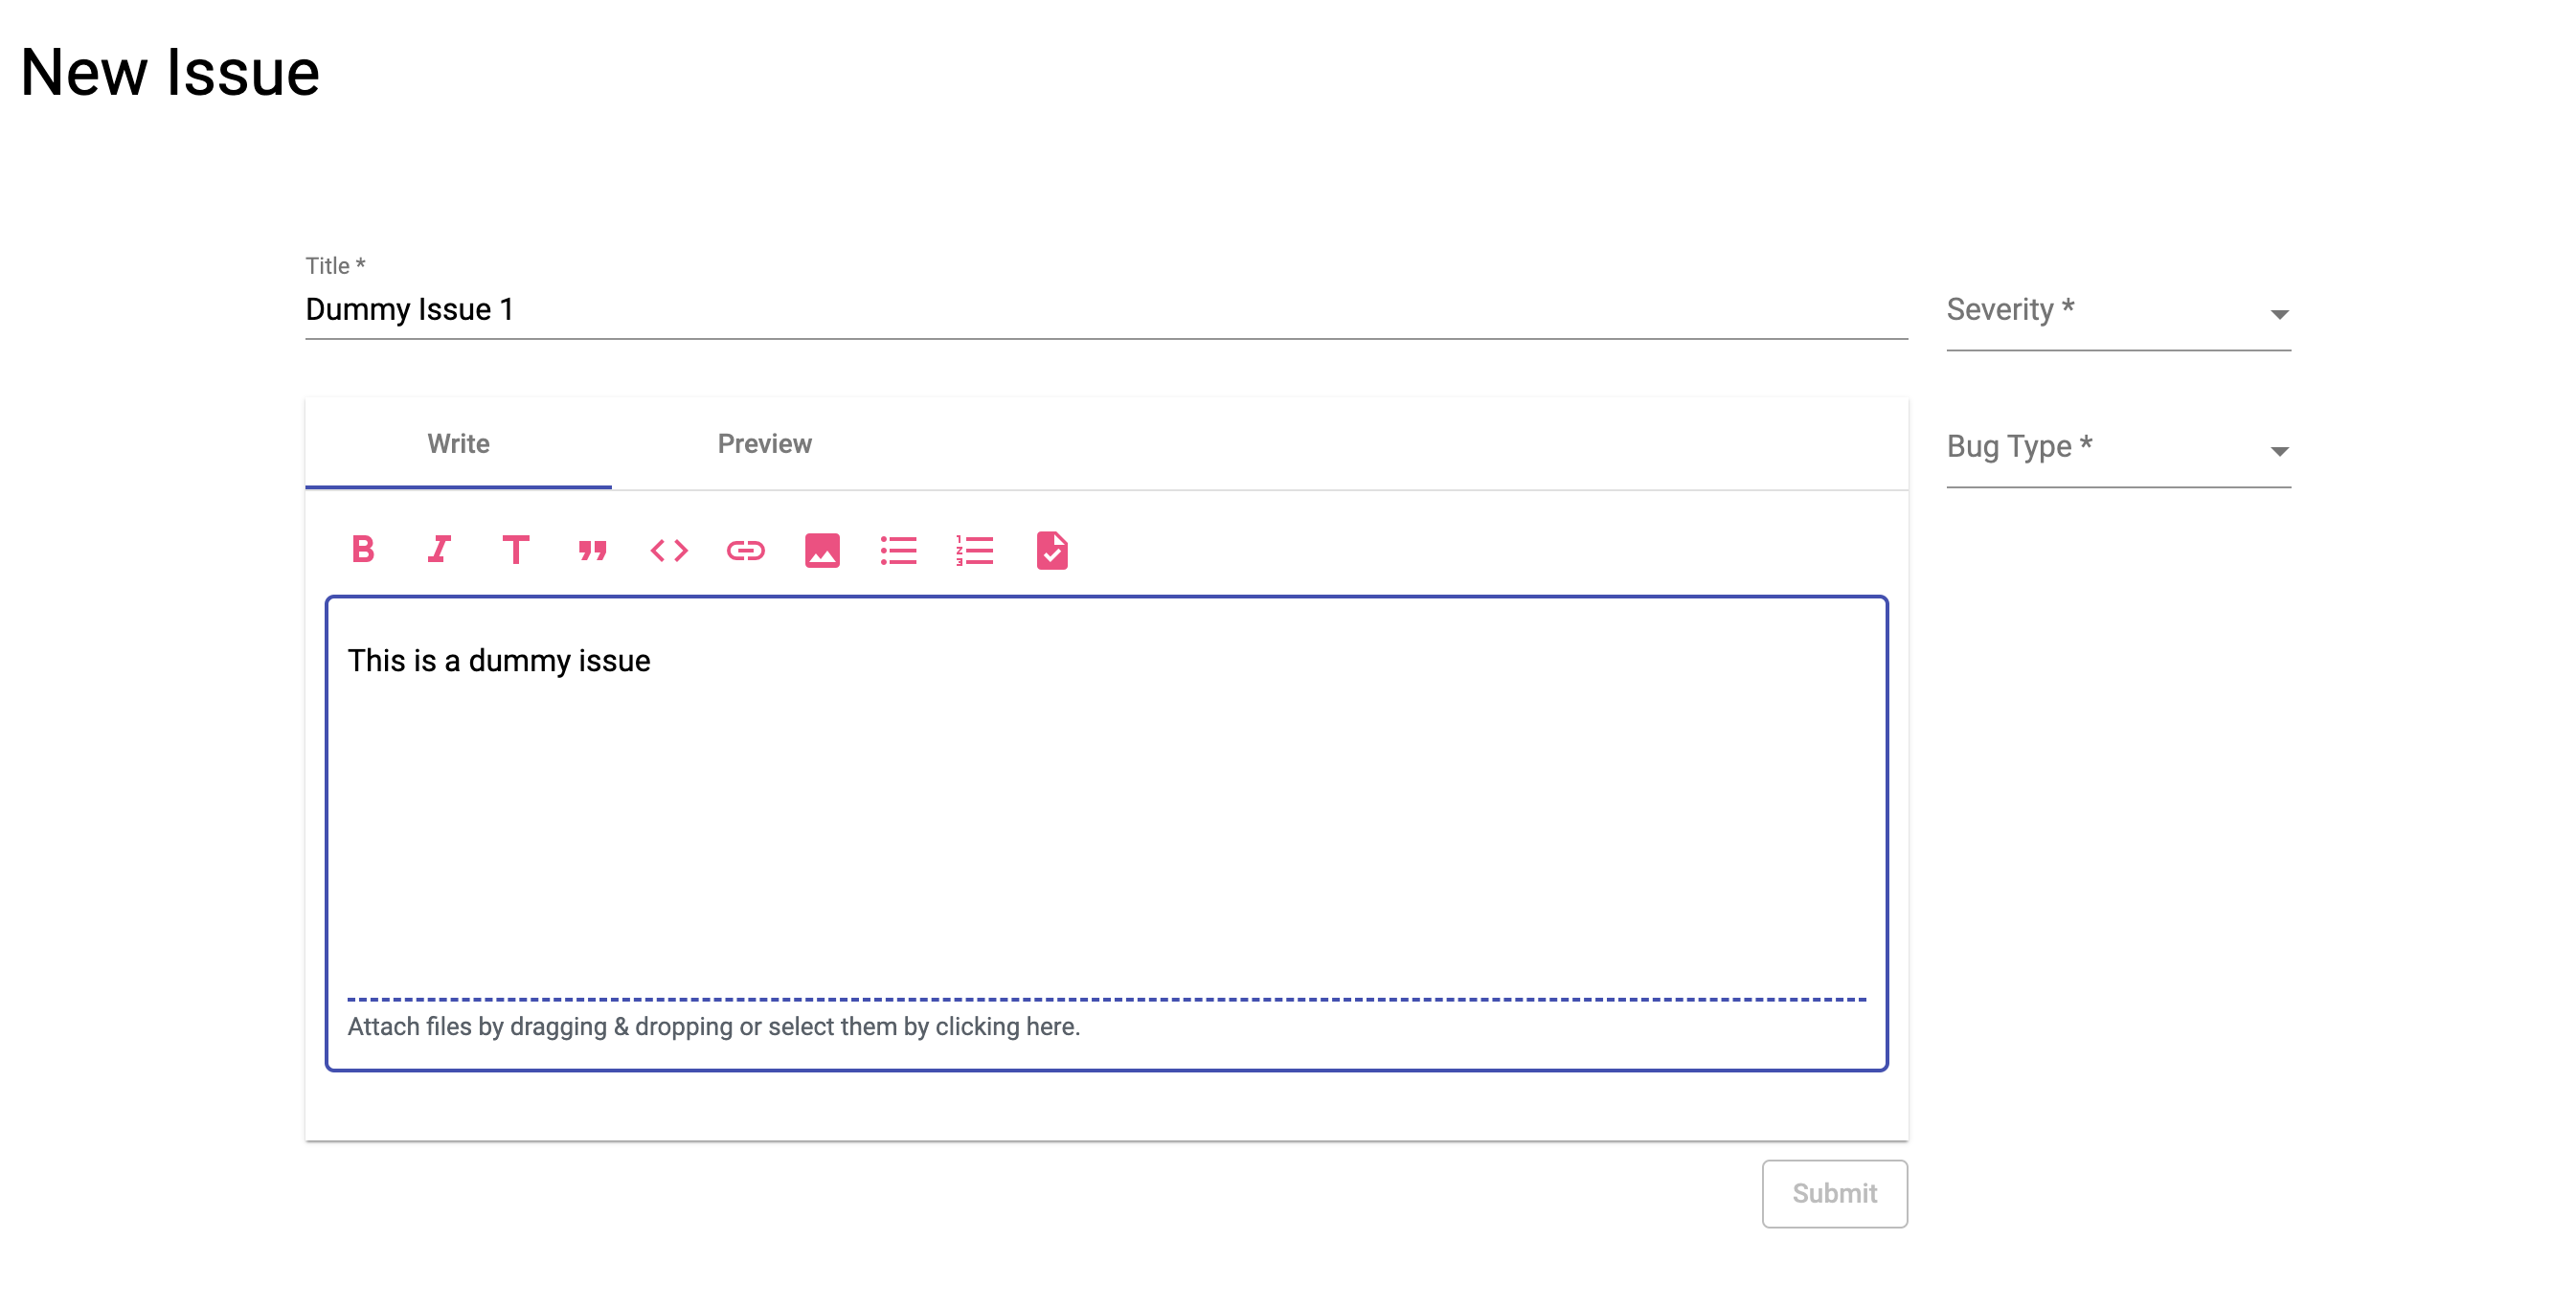 New Issue
Title *
Dummy Issue 1
Severity *
Write Preview
Bug Type *
This is a dummy issue
Attach files by dragging & dropping or select them by clicking here.
Submit